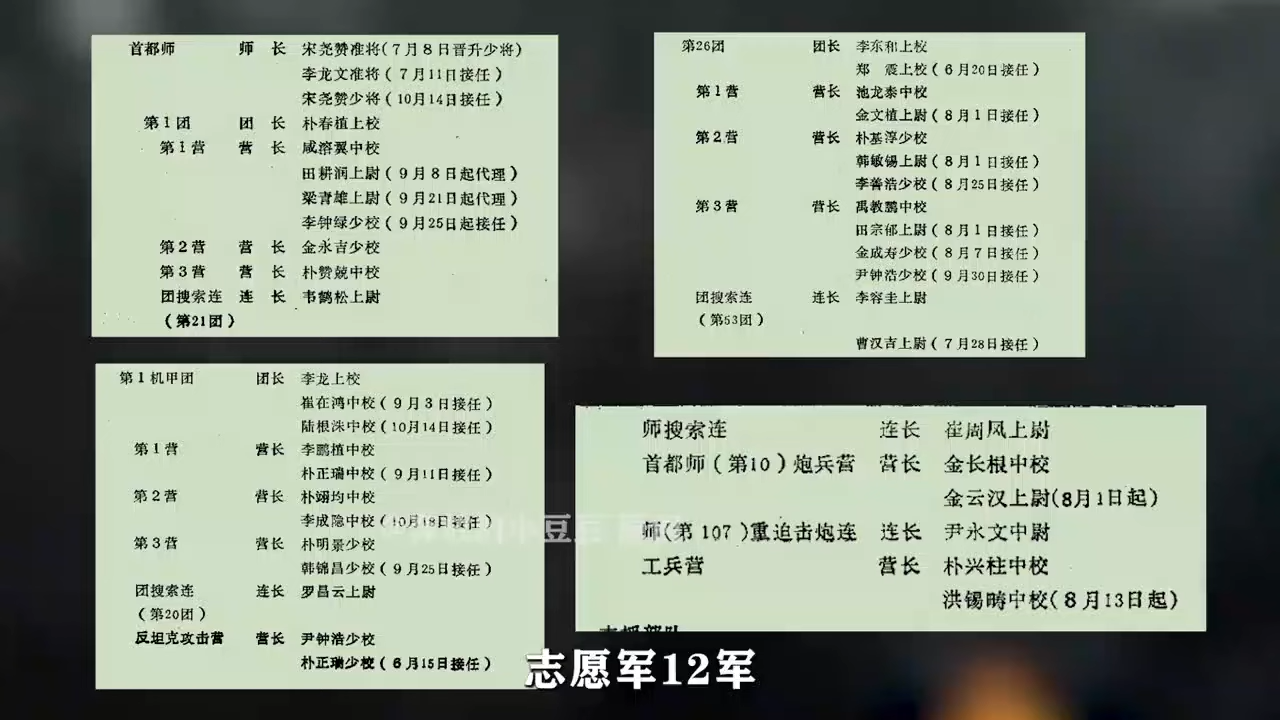 首都师 师长 宋尧赞准将(7月8日晋升少将)
李龙文准将(7月11日接任)
宋尧赞少将(10月14日接任)
第1团 团长 朴春植上校
第1营 营长 咸溶翼中校
田耕润上尉(9月8日起代理)
梁青雄上尉(9月21日起代理)
李钟绿少校(9月25日起接任)
第2营 营长 金永吉少校
第3营 营长 朴赞兢中校
团搜索连 连长 韦鹤松上尉
(第21团)
第26团 团长 李东和上校
郑震上校(6月20日接任)
第1营 营长 池龙泰中校
金文植上尉(8月1日接任)
第2营 营长 朴基淳少校
韩敏锡上尉(8月1日接任)
李善浩少校(8月25日接任)
第3营 营长 禹教鹏中校
田宗郁上尉(8月1日接任)
金成寿少校(8月7日接任)
尹钟浩少校(9月30日接任)
团搜索连 连长 李容圭上尉
(第53团)
曹汉吉上尉(7月28日接任)
第1机甲团 团长 李龙上校
崔在鸿中校(9月3日接任)
陆根洙中校(10月14日接任)
第1营 营长 李鹏植中校
朴正瑞中校(9月11日接任)
第2营 营长 朴翊均中校
李成隐中校(10月18日接任)
第3营 营长 朴明景少校
韩锦昌少校(9月25日接任)
团搜索连 连长 罗昌云上尉
(第20团)
反坦克攻击营 营长 尹钟浩少校
朴正瑞少校(6月15日接任)
师搜索连 连长 崔周凤上尉
首都师(第10)炮兵营 营长 金长根中校
金云汉上尉(8月1日起)
师(第107)重迫击炮连 连长 尹永文中尉
工兵营 营长 朴兴柱中校
洪锡畴中校(8月13日起)
志愿军12军